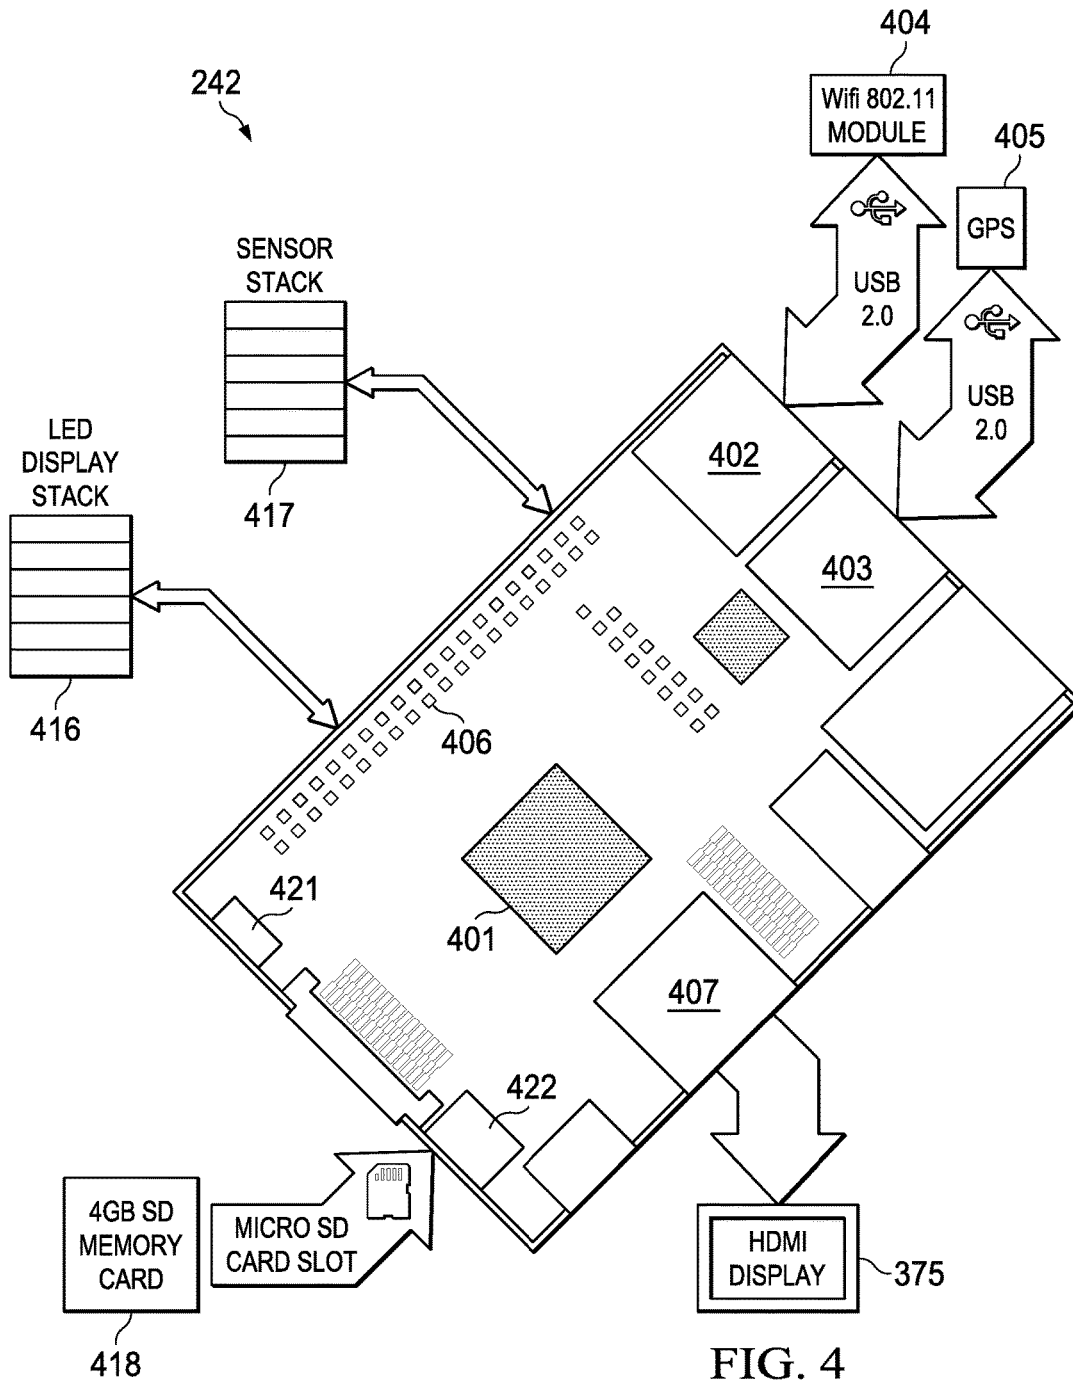 404
242
Wifi 802.11
MODULE
405
GPS
SENSOR
STACK
USB
2.0
USB
2.0
LED
DISPLAY
STACK
417
402
403
416
406
421
401
407
422
4GB SD
MEMORY
CARD
MICRO SD
CARD SLOT
HDMI
DISPLAY
375
418
FIG. 4